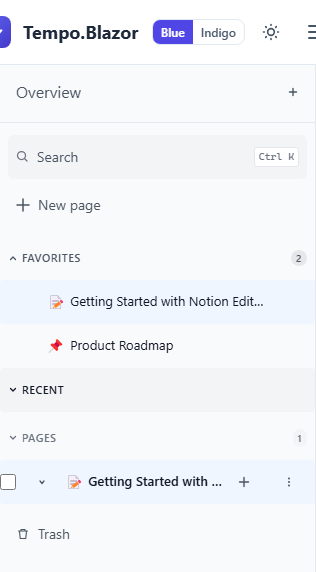 Tempo.Blazor
Blue Indigo
Overview
Search Ctrl K
New page
FAVORITES 2
Getting Started with Notion Edit...
Product Roadmap
RECENT
PAGES 1
Getting Started with ...
Trash